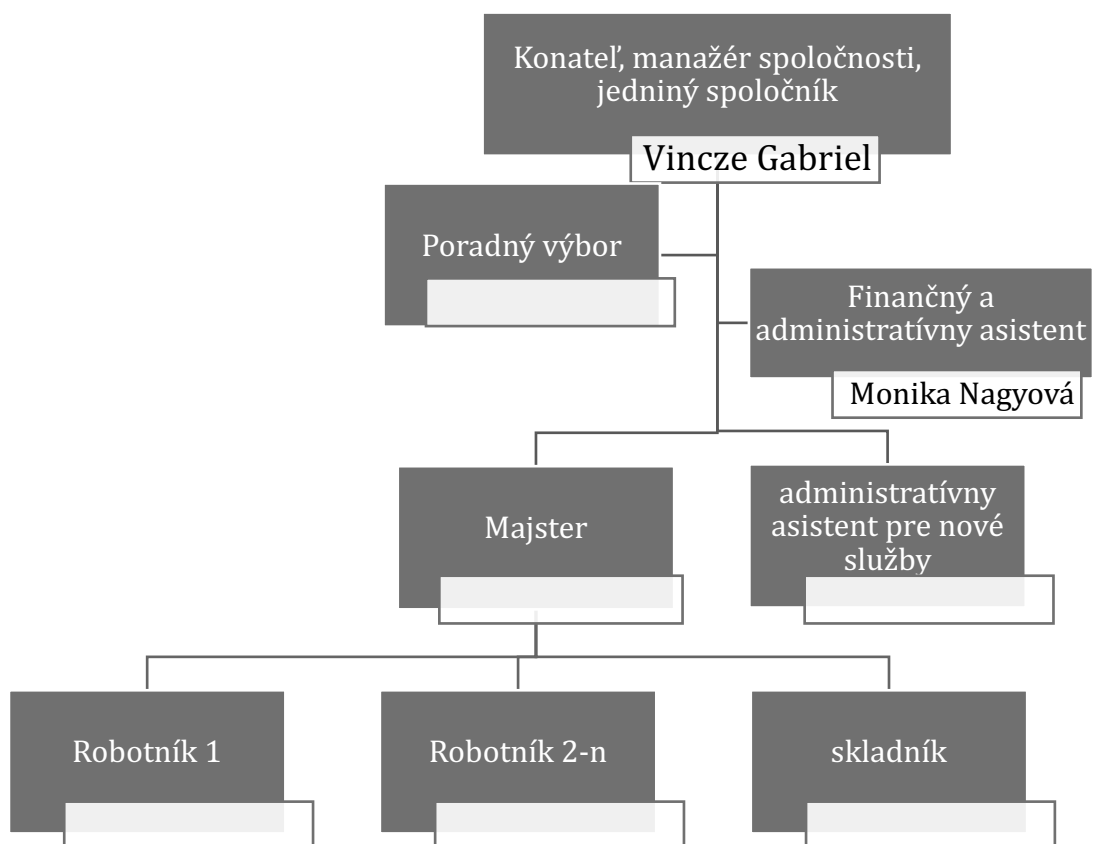 Konateľ, manažér spoločnosti,
jedniný spoločník
Vincze Gabriel
Poradný výbor
Finančný a
administratívny asistent
Monika Nagyová
Majster
administratívny
asistent pre nové
služby
Robotník 1
Robotník 2-n
skladník